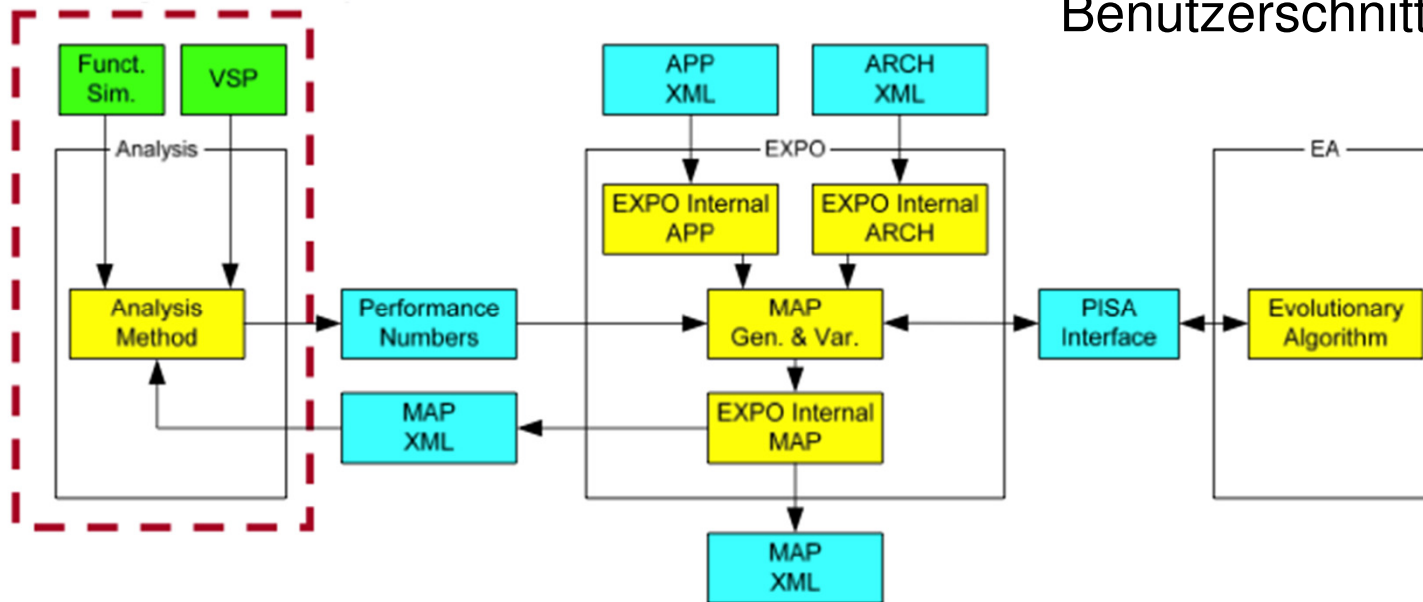 Benutzerschnitt
Funct.
Sim.
VSP
APP
XML
ARCH
XML
Analysis
EXPO
EA
EXPO Internal
APP
EXPO Internal
ARCH
Analysis
Method
Performance
Numbers
MAP
Gen. & Var.
PISA
Interface
Evolutionary
Algorithm
MAP
XML
EXPO Internal
MAP
MAP
XML